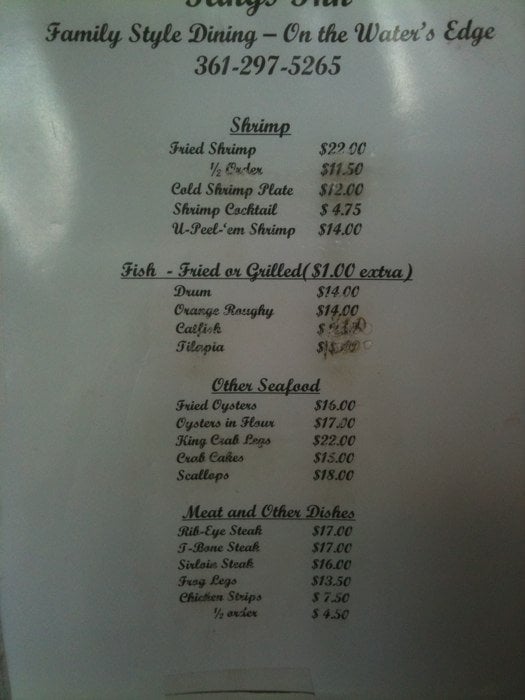 Kings Inn
Family Style Dining – On the Water's Edge
361-297-5265
Shrimp
Fried Shrimp $22.00
½ Order $11.50
Cold Shrimp Plate $12.00
Shrimp Cocktail $ 4.75
U-Peel-'em Shrimp $14.00
Fish - Fried or Grilled( $1.00 extra)
Drum $14.00
Orange Roughy $14.00
Catfish $
Tilapia $
Other Seafood
Fried Oysters $16.00
Oysters in Flour $17.00
King Crab Legs $22.00
Crab Cakes $15.00
Scallops $18.00
Meat and Other Dishes
Rib-Eye Steak $17.00
T-Bone Steak $17.00
Sirloin Steak $16.00
Frog Legs $13.50
Chicken Strips $ 7.50
½ order $ 4.50